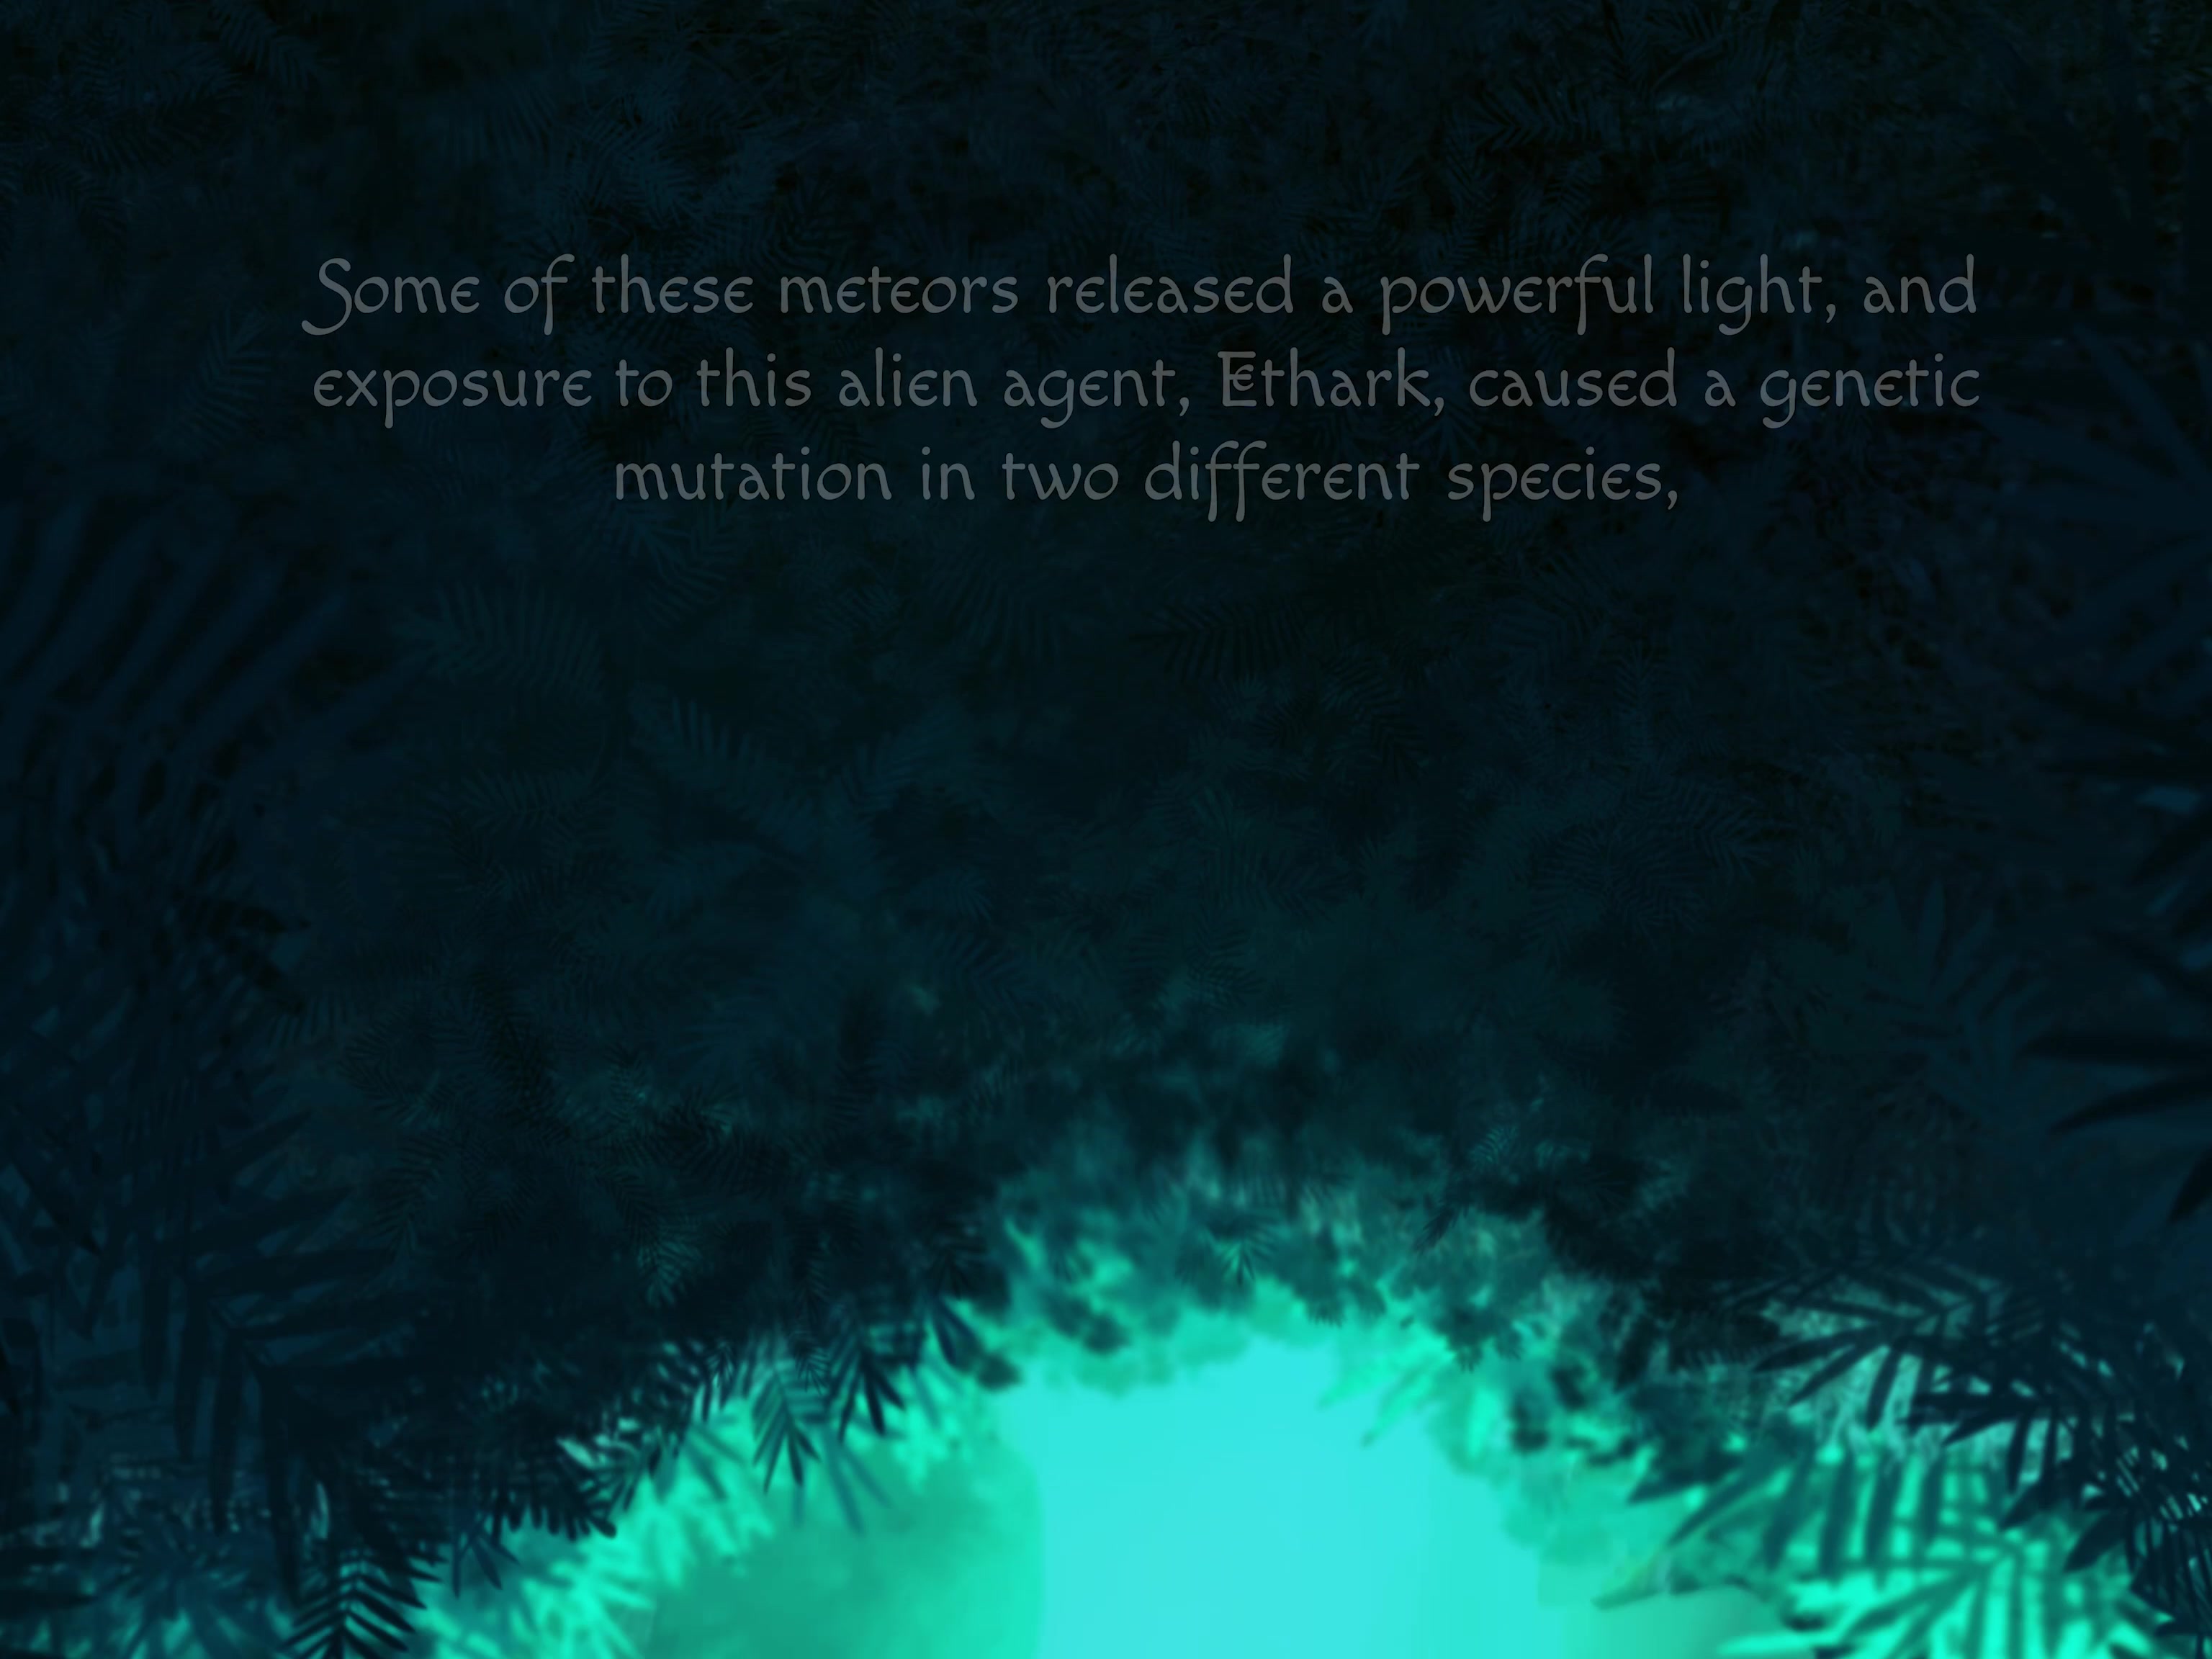 Some of these meteors released a powerful light, and
exposure to this alien agent, Ethark, caused a genetic
mutation in two different species,